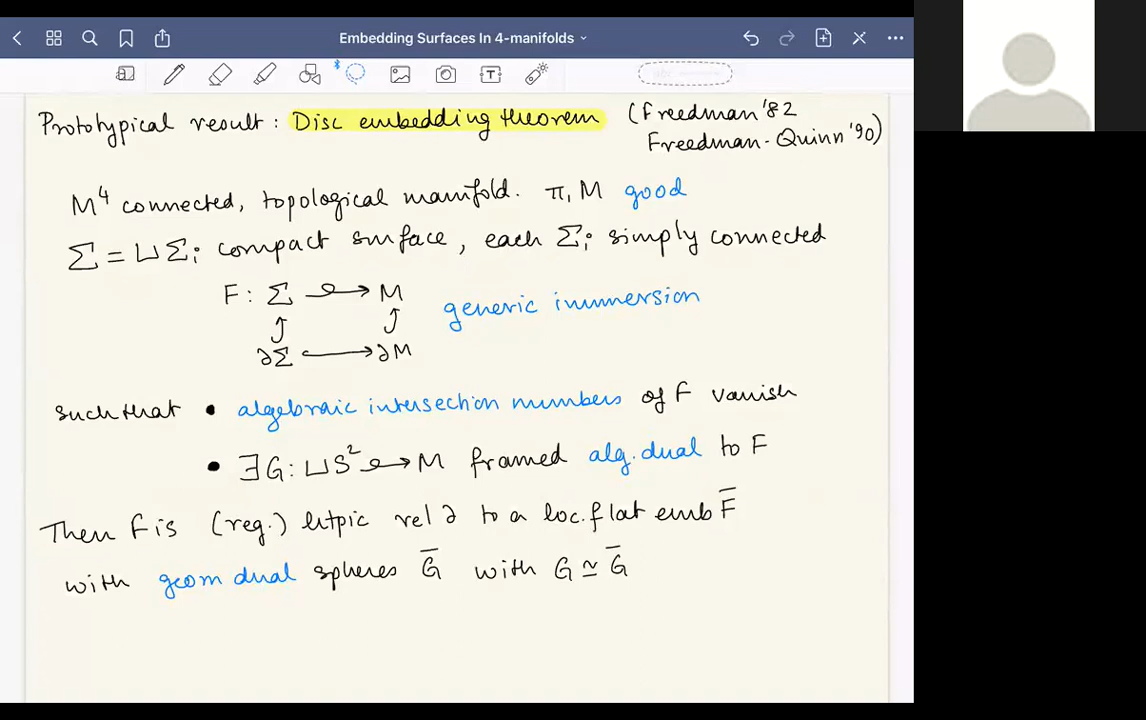 Embedding Surfaces In 4-manifolds
Prototypical result: Disc embedding theorem (Freedman '82
Freedman-Quinn '90)
M⁴ connected, topological manifold. π₁M good
Σ = ⊔Σᵢ compact surface, each Σᵢ simply connected
F: Σ ↬ M generic immersion
∂Σ ⟶ ∂M
such that • algebraic intersection numbers of F vanish
• ∃G: ⊔S² ↬ M framed alg. dual to F
Then F is (reg.) htpic rel ∂ to a loc. flat emb F̅
with geom dual spheres G̅ with G ≃ G̅